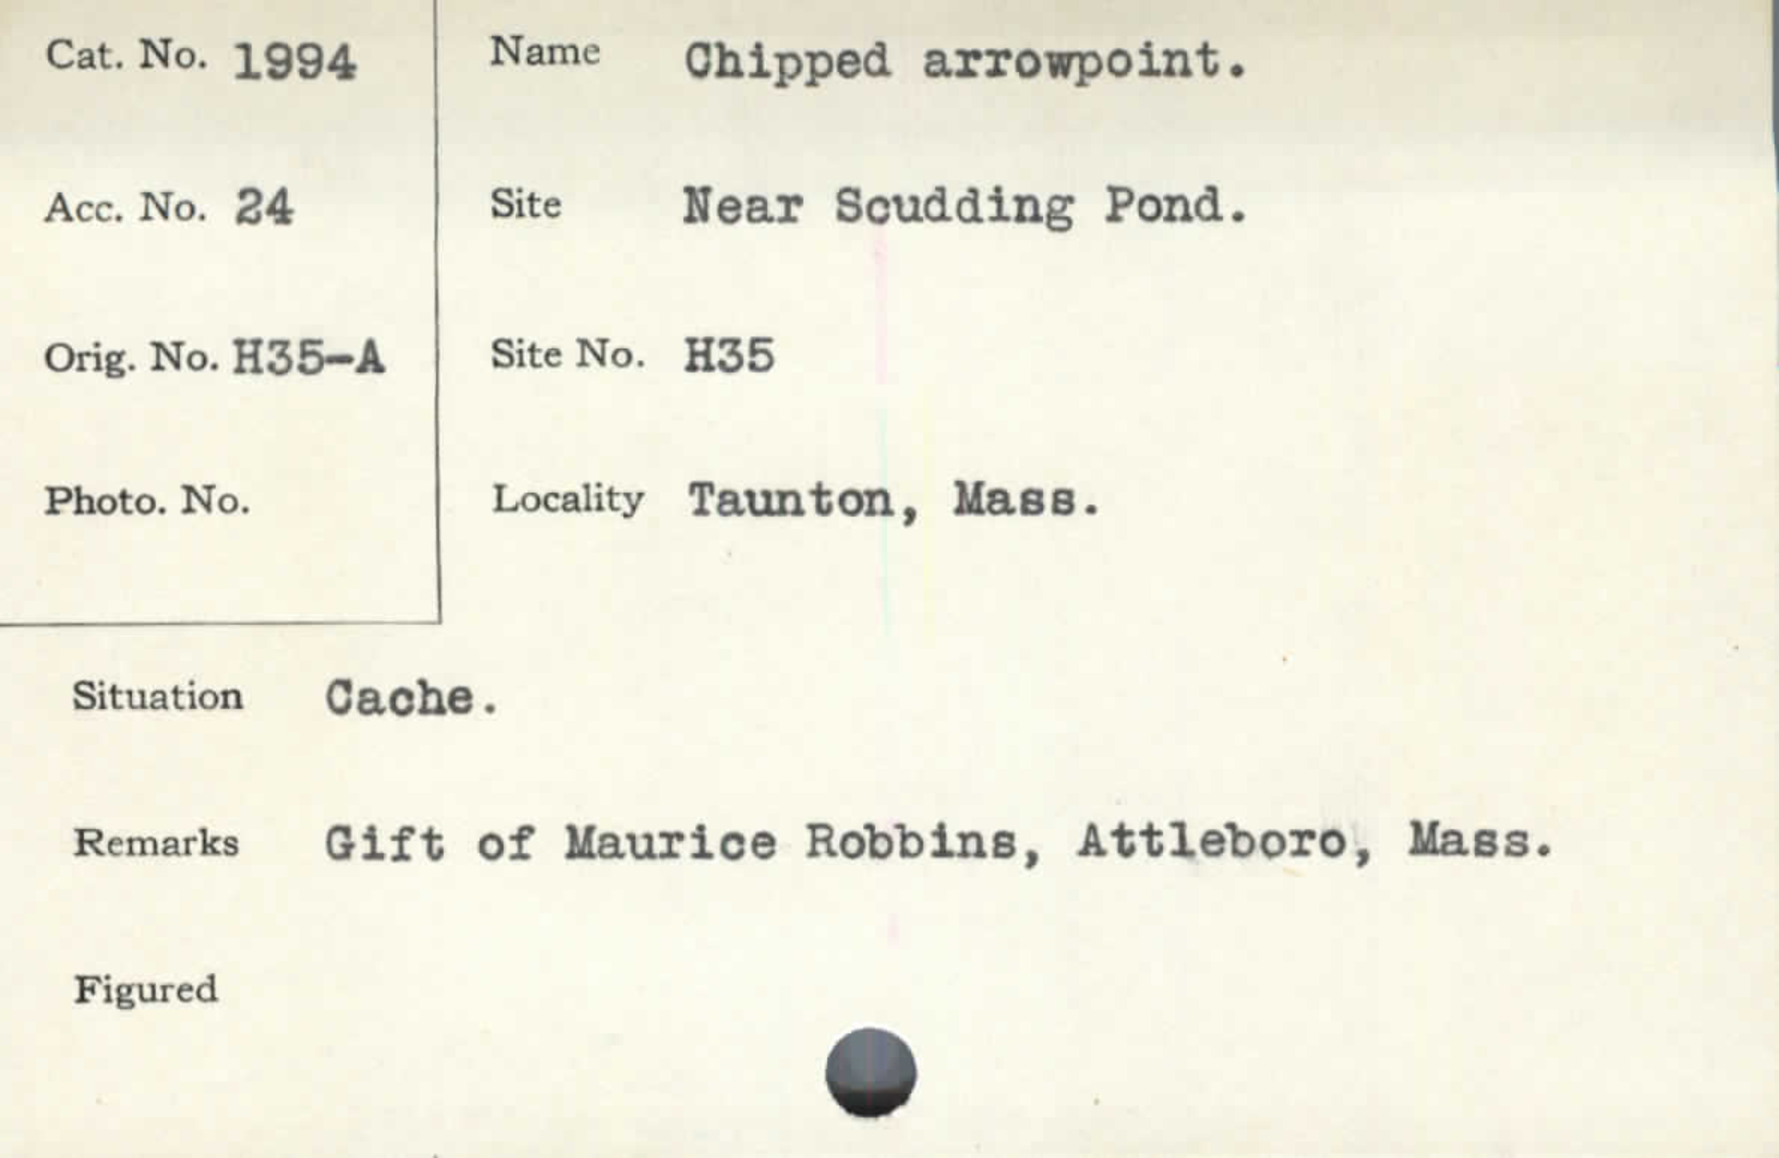 Cat. No. 1994
Name Chipped arrowpoint.
Acc. No. 24
Site Near Scudding Pond.
Orig. No. H35-A
Site No. H35
Photo. No.
Locality Taunton, Mass.
Situation Cache.
Remarks Gift of Maurice Robbins, Attleboro, Mass.
Figured